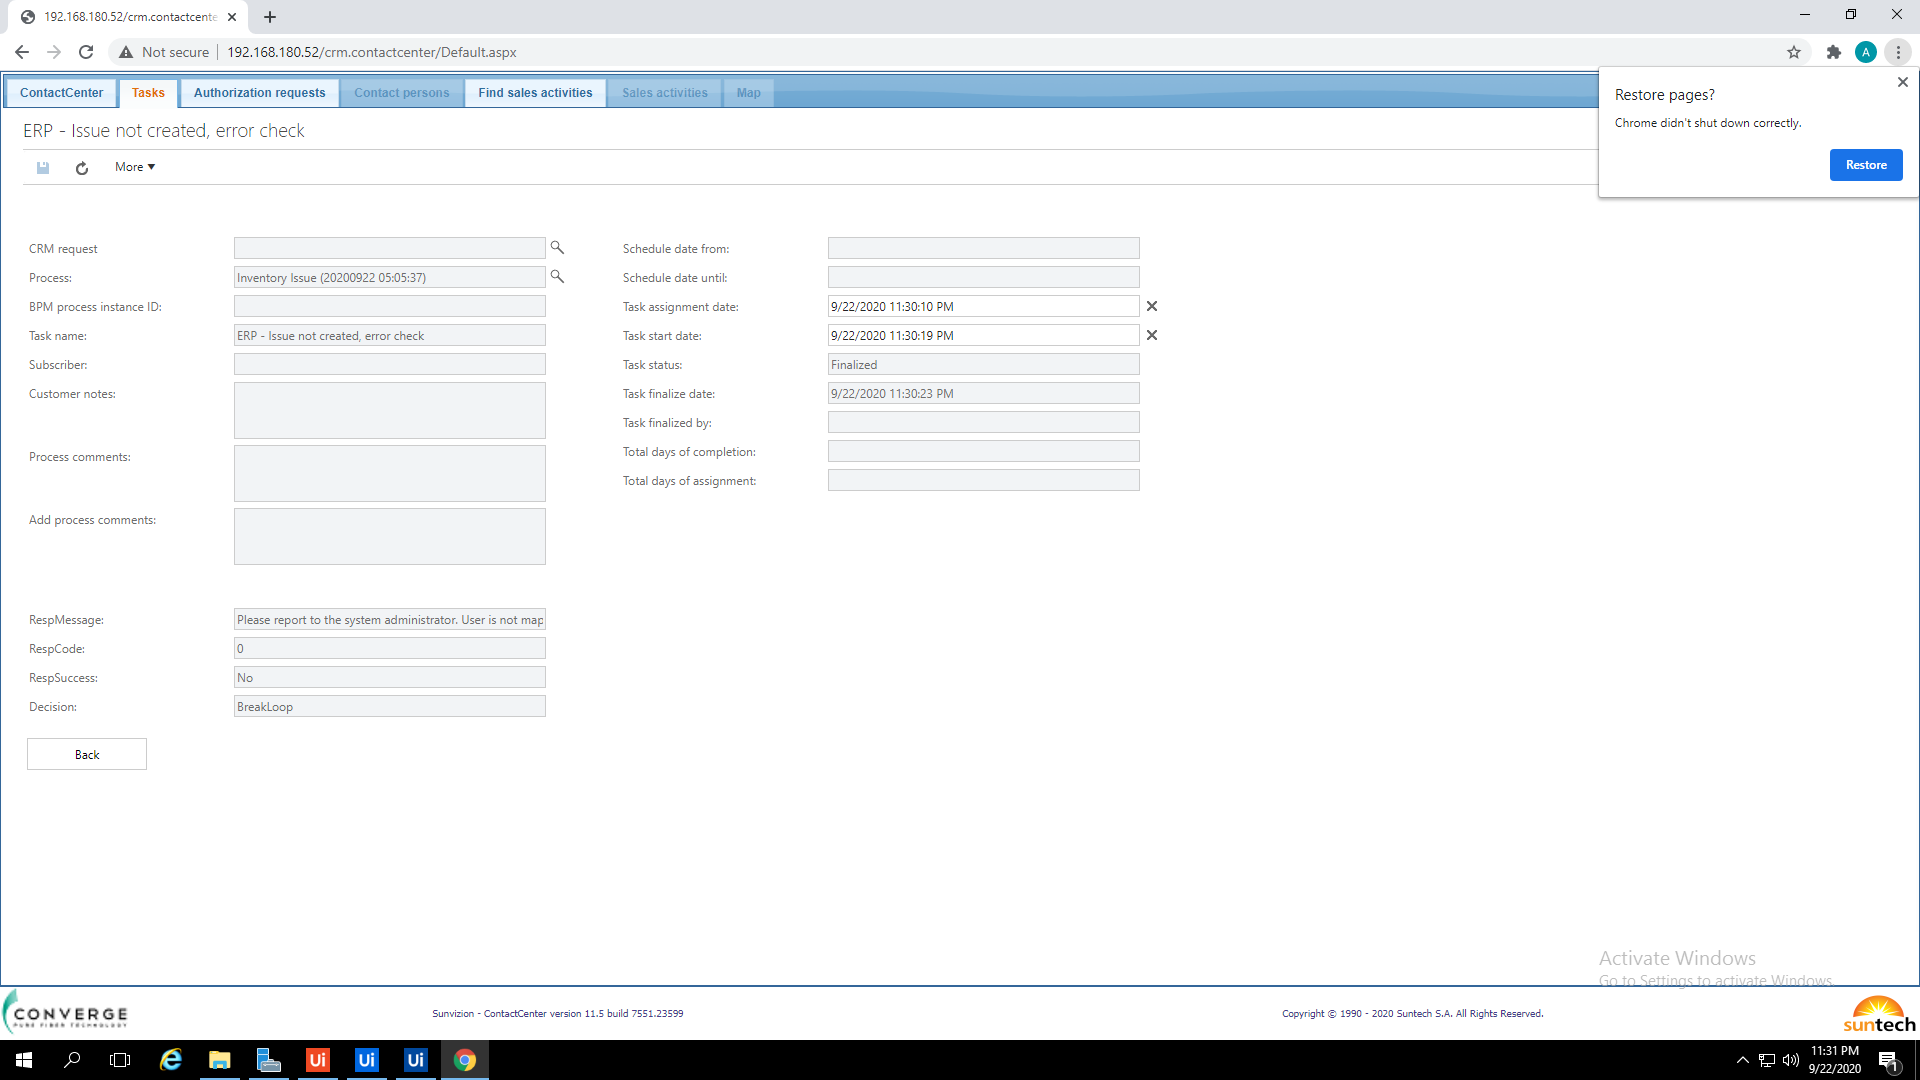 192.168.180.52/crm.contactcente
Not secure
192.168.180.52/crm.contactcenter/Default.aspx
A
ContactCenter
Tasks
Authorization requests
Contact persons
Find sales activities
Sales activities
Map
Restore pages?
Chrome didn't shut down correctly.
Restore
ERP - Issue not created, error check
More
CRM request
Process:
Inventory Issue (20200922 05:05:37)
BPM process instance ID:
Task name:
ERP - Issue not created, error check
Subscriber:
Customer notes:
Process comments:
Add process comments:
Schedule date from:
Schedule date until:
Task assignment date:
9/22/2020 11:30:10 PM
Task start date:
9/22/2020 11:30:19 PM
Task status:
Finalized
Task finalize date:
9/22/2020 11:30:23 PM
Task finalized by:
Total days of completion:
Total days of assignment:
RespMessage:
Please report to the system administrator. User is not map
RespCode:
0
RespSuccess:
No
Decision:
BreakLoop
Back
Activate Windows
Go to Settings to activate Windows.
CONVERGE
PURE FIBER TECHNOLOGY
Sunvizion - ContactCenter version 11.5 build 7551.23599
Copyright © 1990 - 2020 Suntech S.A. All Rights Reserved.
suntech
Ui
Ui
Ui
11:31 PM
9/22/2020
1